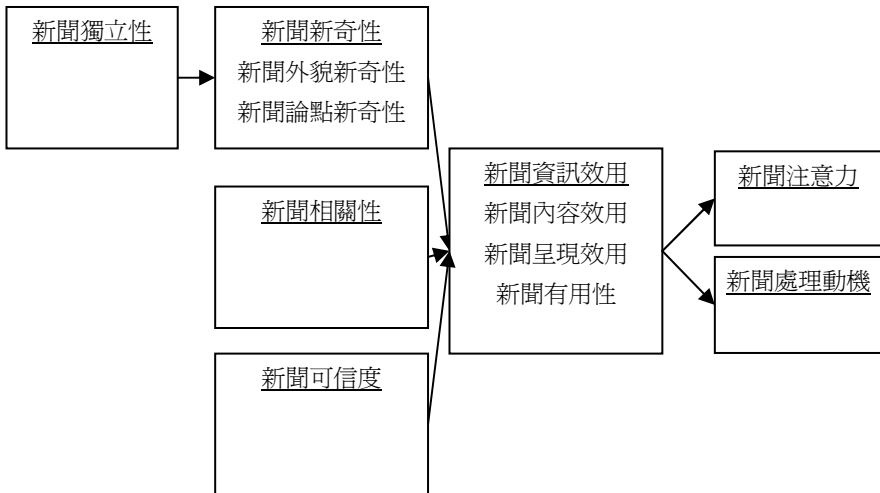 新聞獨立性
新聞新奇性
新聞外貌新奇性
新聞論點新奇性
新聞相關性
新聞可信度
新聞資訊效用
新聞內容效用
新聞呈現效用
新聞有用性
新聞注意力
新聞處理動機